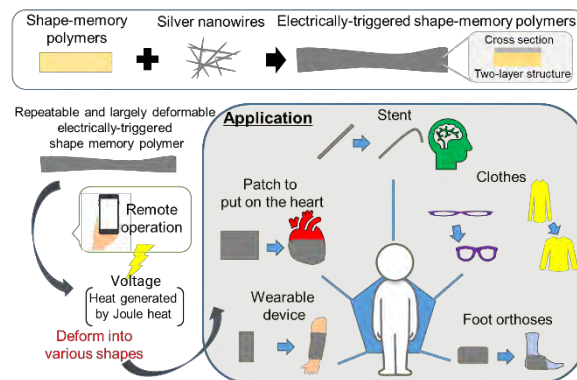 Shape-memory
polymers
Silver nanowires
Electrically-triggered shape-memory polymers
Cross section
Two-layer structure
Repeatable and largely deformable
electrically-triggered
shape memory polymer
Remote
operation
Voltage
Heat generated
by Joule heat
Deform into
various shapes
Application
Stent
Patch to
put on the heart
Clothes
Wearable
device
Foot orthoses